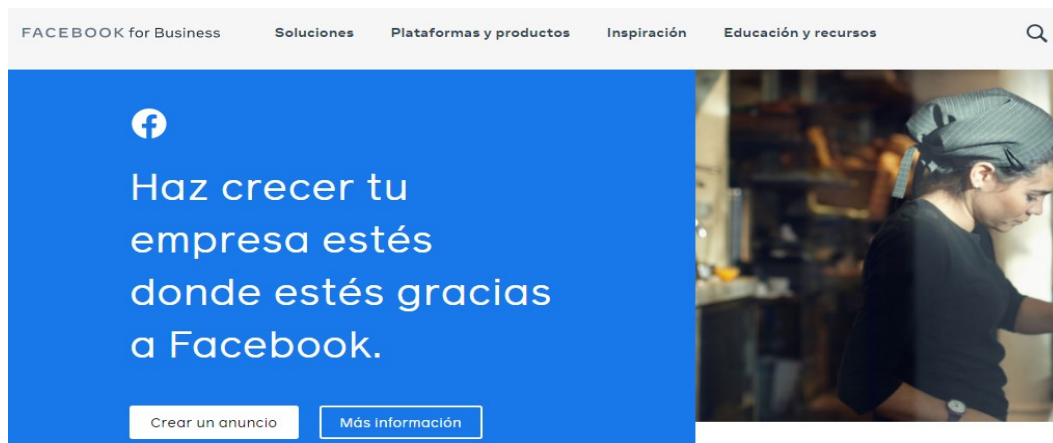 FACEBOOK for Business Soluciones Plataformas y productos Inspiración Educación y recursos
Haz crecer tu
empresa estés
donde estés gracias
a Facebook.
Crear un anuncio Más información